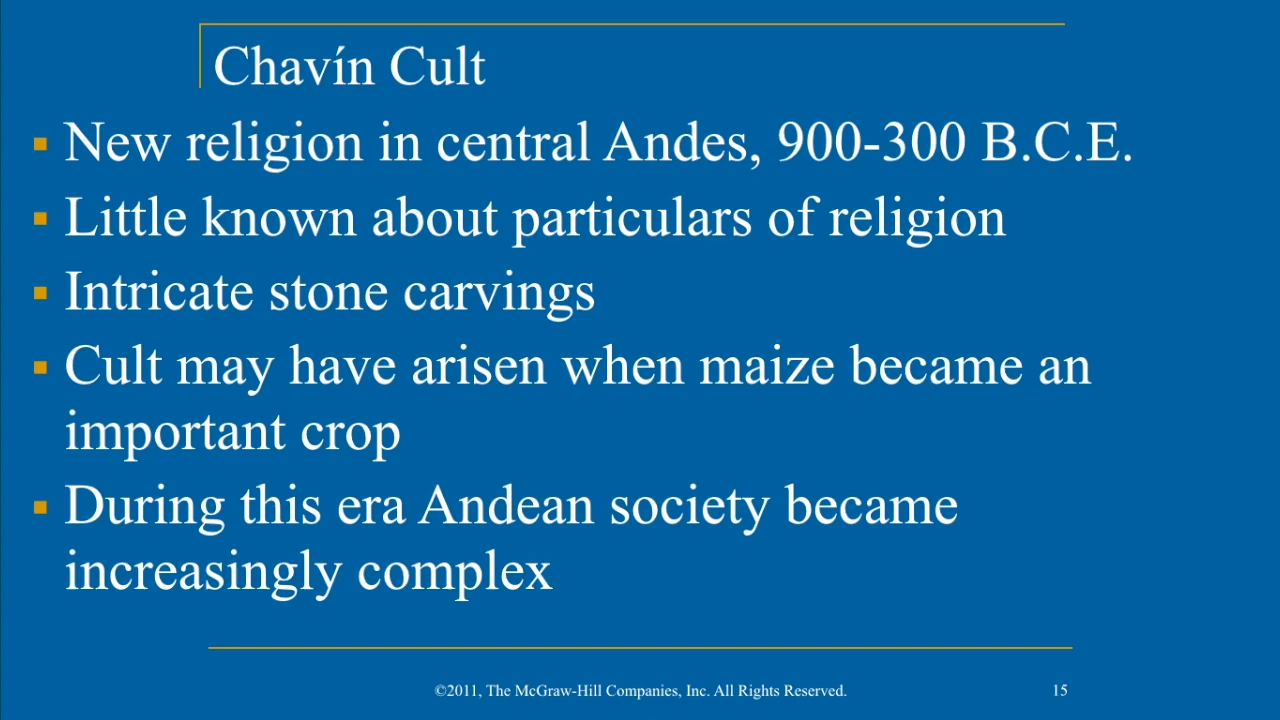 Chavín Cult
▪ New religion in central Andes, 900-300 B.C.E.
▪ Little known about particulars of religion
▪ Intricate stone carvings
▪ Cult may have arisen when maize became an
important crop
▪ During this era Andean society became
increasingly complex
©2011, The McGraw-Hill Companies, Inc. All Rights Reserved.
15